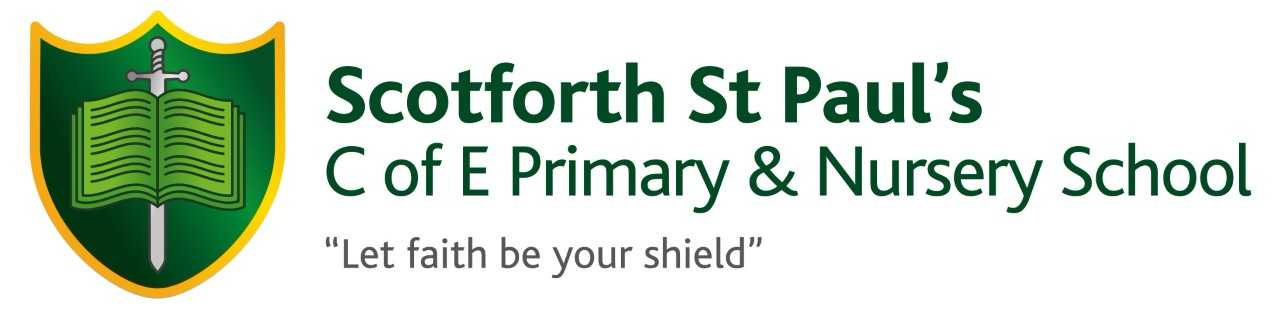 Scotforth St Paul’s
C of E Primary & Nursery School
“Let faith be your shield”